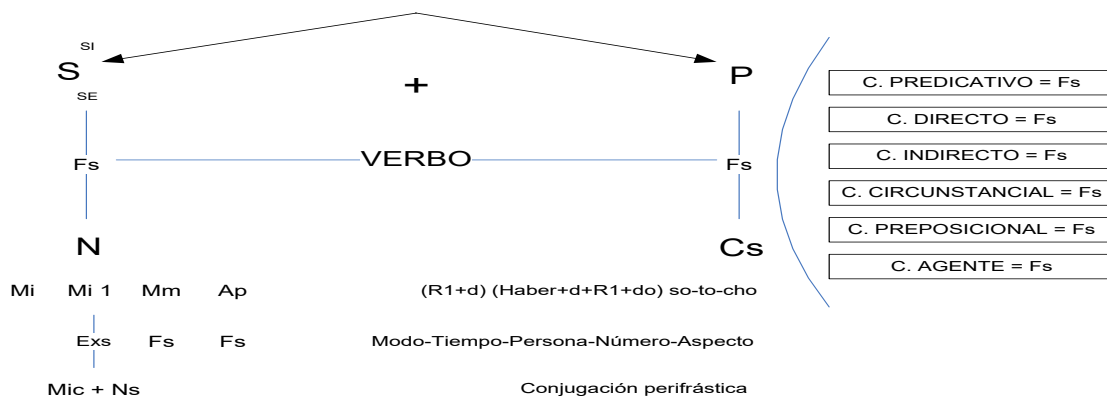 SI
S
SE
+
P
Fs
VERBO
Fs
N
Cs
Mi Mi 1 Mm Ap
(R1+d) (Haber+d+R1+do) so-to-cho
Exs Fs Fs
Modo-Tiempo-Persona-Número-Aspecto
Mic + Ns
Conjugación perifrástica
C. PREDICATIVO = Fs
C. DIRECTO = Fs
C. INDIRECTO = Fs
C. CIRCUNSTANCIAL = Fs
C. PREPOSICIONAL = Fs
C. AGENTE = Fs